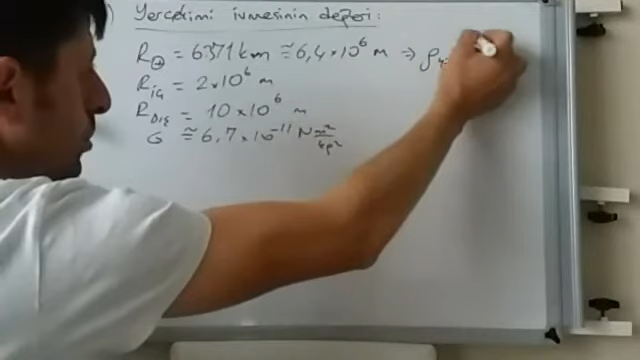 ) Yerçekimi ivmesinin değeri:
R⊕ = 6371 km ≅ 6,4×10⁶ m ⇒ ρ
Riç = 2×10⁶ m
RDış = 10×10⁶ m
G ≅ 6,7×10⁻¹¹ N m²/kg²